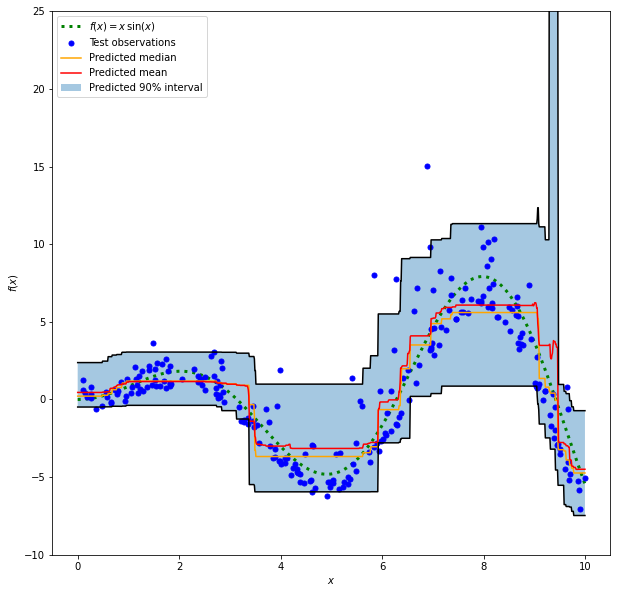 f(x) = x sin(x)
Test observations
Predicted median
Predicted mean
Predicted 90% interval
25
20
15
10
5
0
−5
−10
f(x)
0
2
4
6
8
10
x